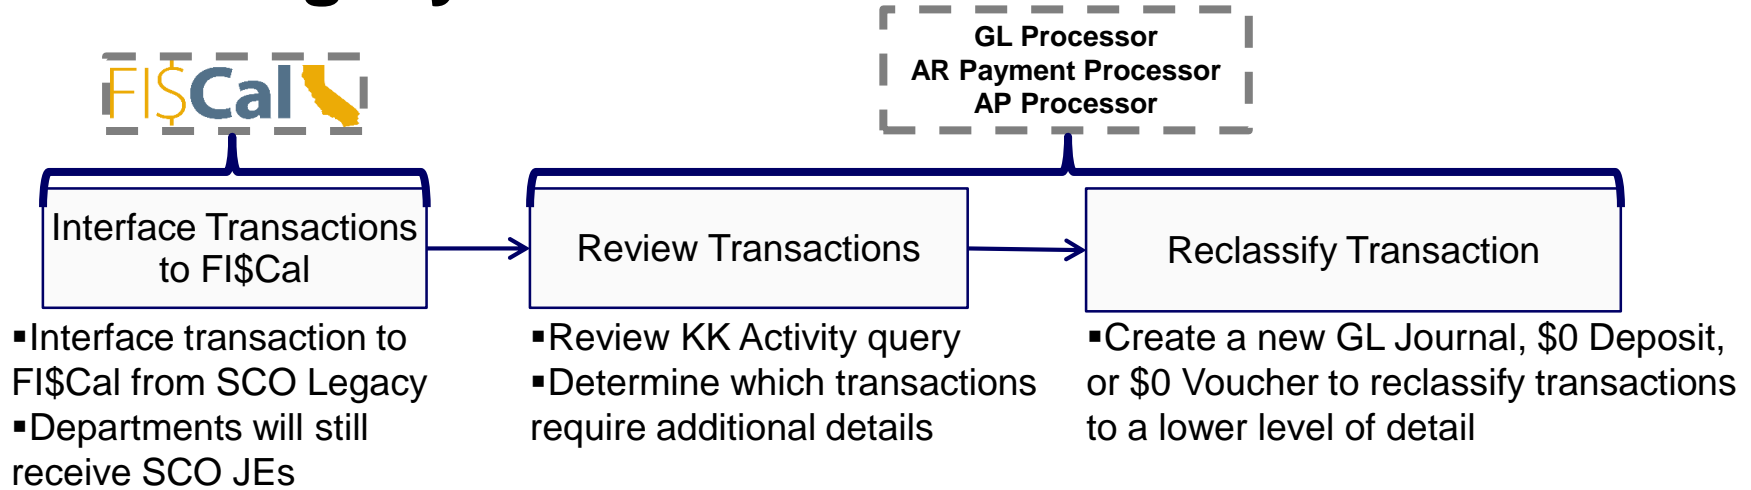 GL Processor
AR Payment Processor
AP Processor
FI$Cal
Interface Transactions
to FI$Cal
Review Transactions
Reclassify Transaction
▪Interface transaction to
FI$Cal from SCO Legacy
▪Departments will still
receive SCO JEs
▪Review KK Activity query
▪Determine which transactions
require additional details
▪Create a new GL Journal, $0 Deposit,
or $0 Voucher to reclassify transactions
to a lower level of detail